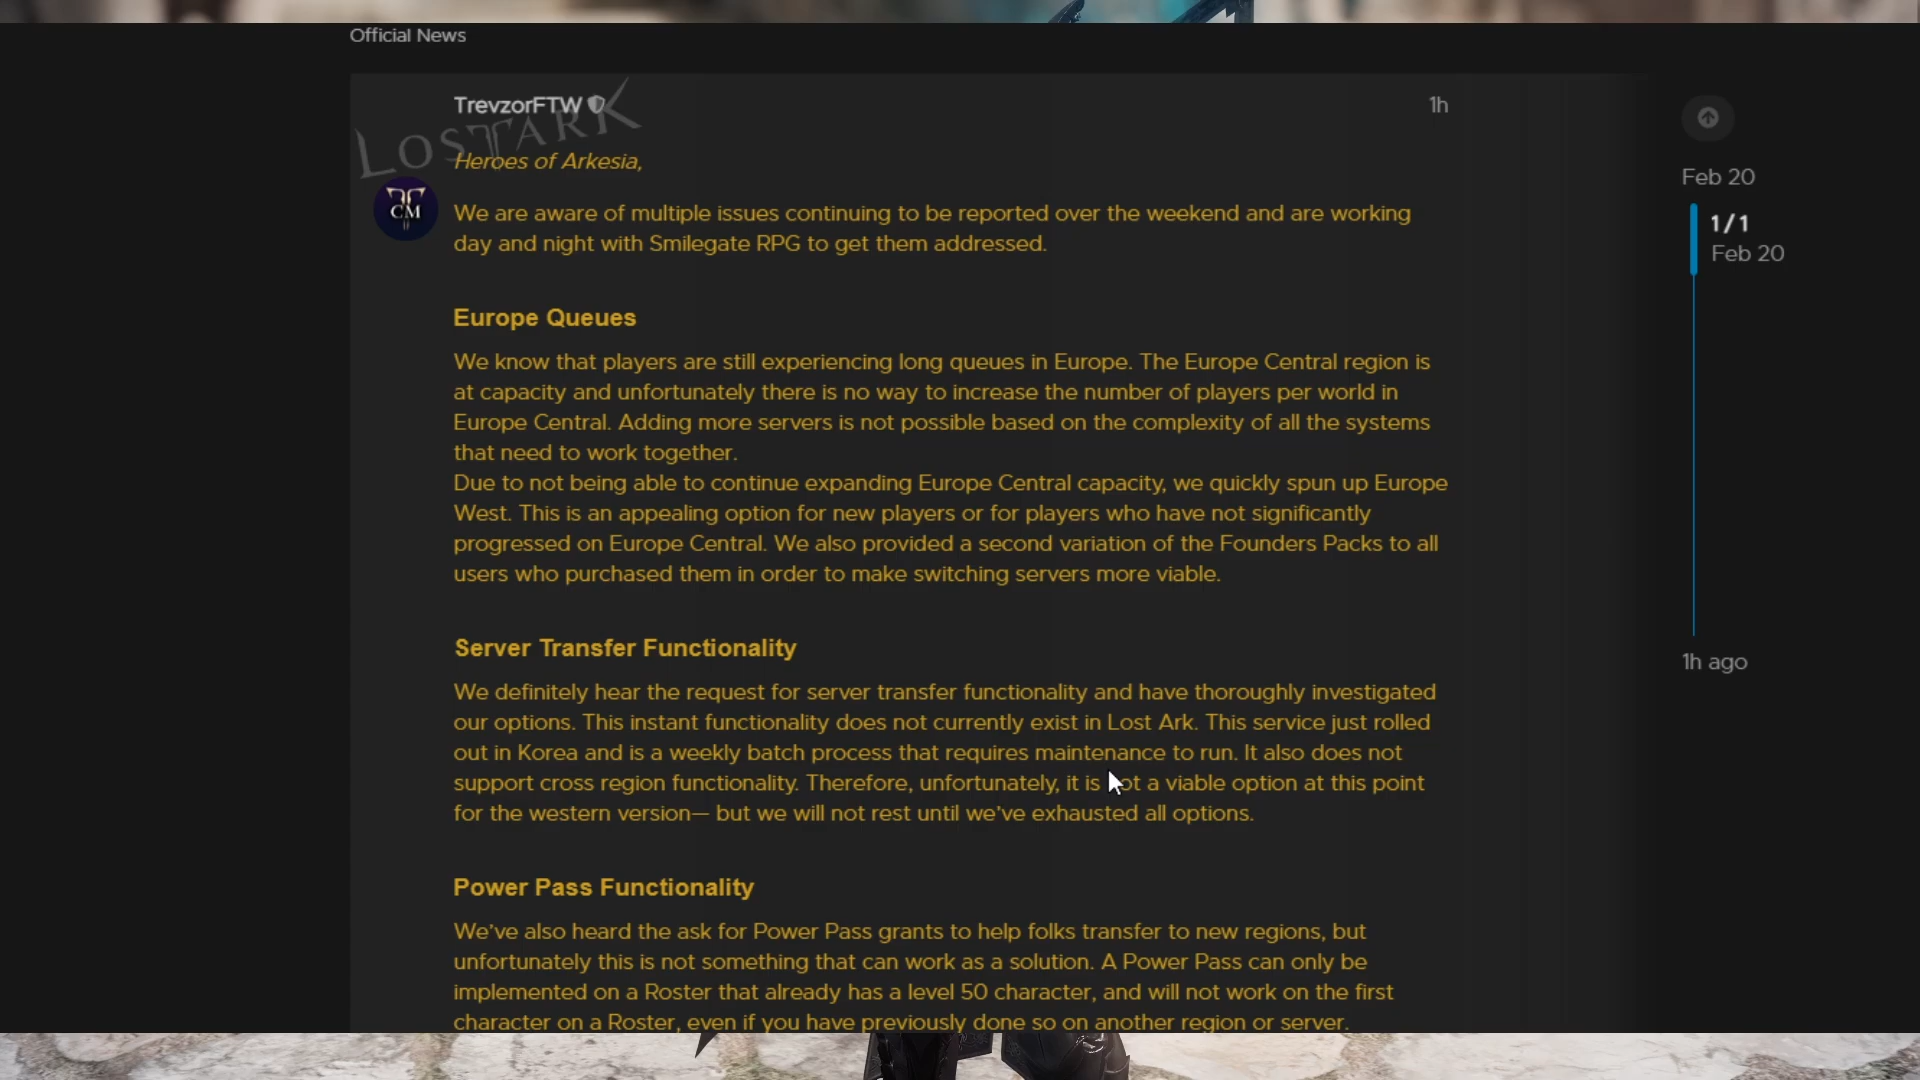 Official News
TrevzorFTW
1h
LOSTARK
Heroes of Arkesia,
CM
We are aware of multiple issues continuing to be reported over the weekend and are working
day and night with Smilegate RPG to get them addressed.
Europe Queues
We know that players are still experiencing long queues in Europe. The Europe Central region is
at capacity and unfortunately there is no way to increase the number of players per world in
Europe Central. Adding more servers is not possible based on the complexity of all the systems
that need to work together.
Due to not being able to continue expanding Europe Central capacity, we quickly spun up Europe
West. This is an appealing option for new players or for players who have not significantly
progressed on Europe Central. We also provided a second variation of the Founders Packs to all
users who purchased them in order to make switching servers more viable.
Server Transfer Functionality
We definitely hear the request for server transfer functionality and have thoroughly investigated
our options. This instant functionality does not currently exist in Lost Ark. This service just rolled
out in Korea and is a weekly batch process that requires maintenance to run. It also does not
support cross region functionality. Therefore, unfortunately, it is not a viable option at this point
for the western version— but we will not rest until we've exhausted all options.
Power Pass Functionality
We've also heard the ask for Power Pass grants to help folks transfer to new regions, but
unfortunately this is not something that can work as a solution. A Power Pass can only be
implemented on a Roster that already has a level 50 character, and will not work on the first
character on a Roster, even if you have previously done so on another region or server.
Feb 20
1/1
Feb 20
1h ago